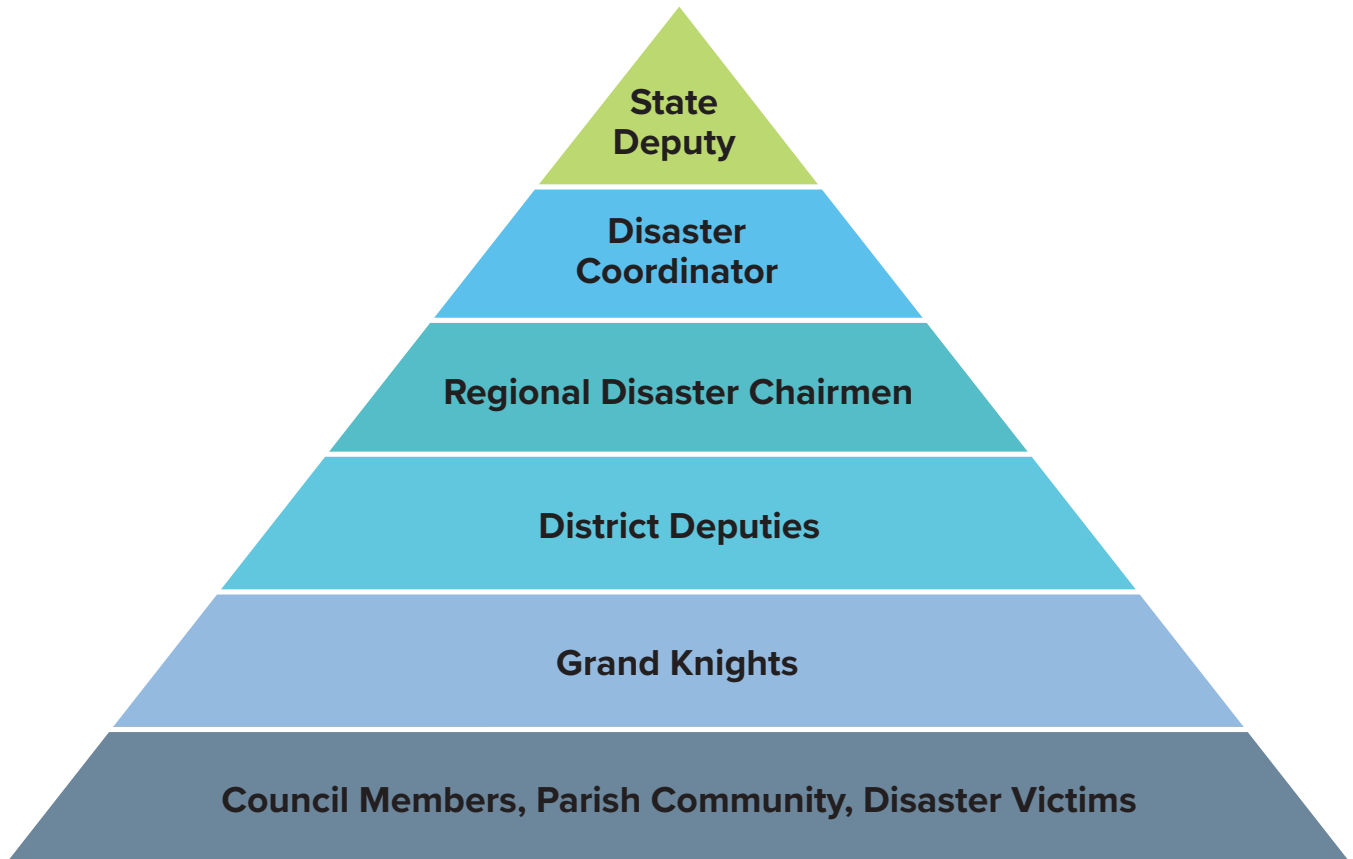 State
Deputy
Disaster
Coordinator
Regional Disaster Chairmen
District Deputies
Grand Knights
Council Members, Parish Community, Disaster Victims